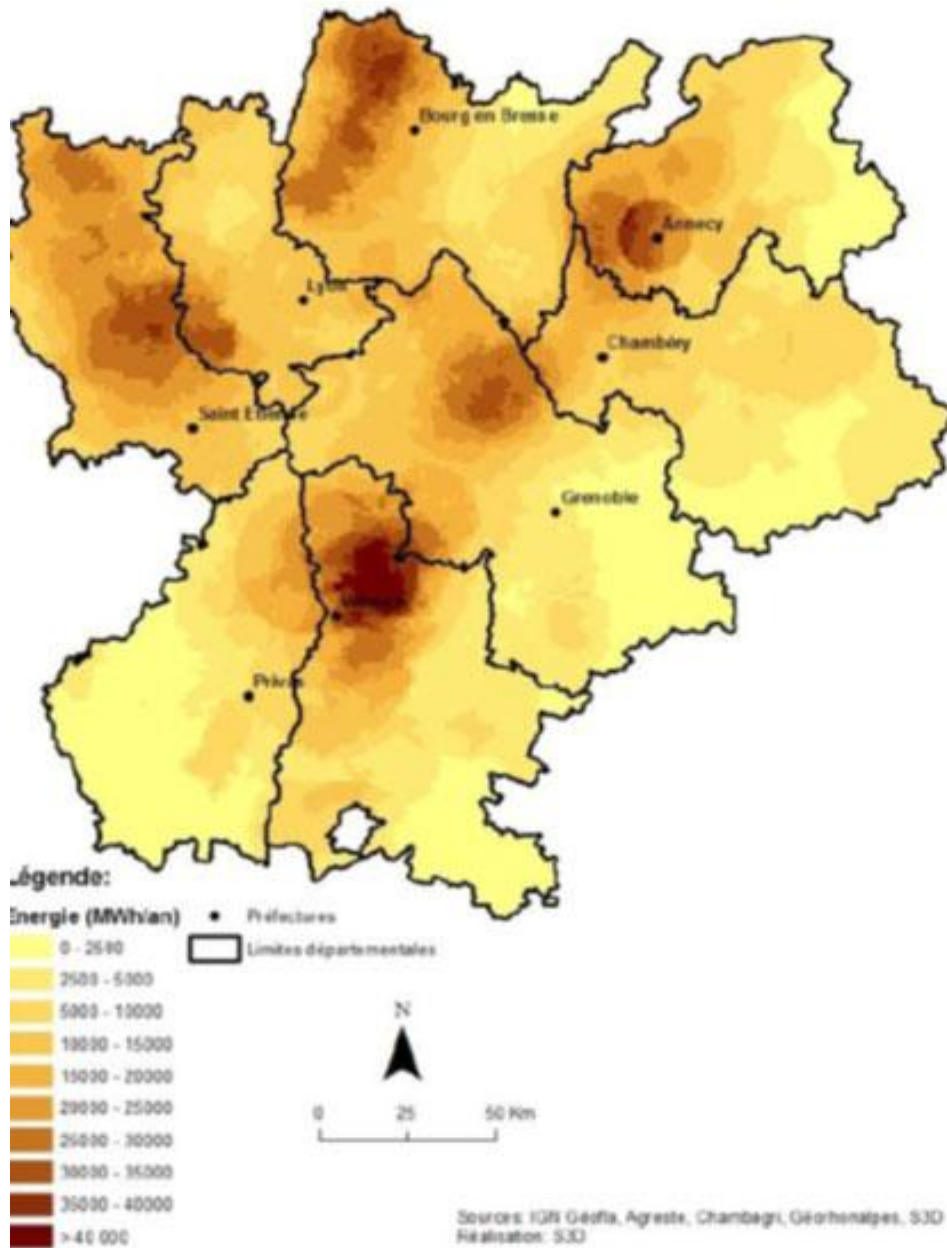 Bourg en Bresse
Annecy
Lyon
Chambéry
Saint Etienne
Grenoble
Privas
Légende:
Energie (MWh/an)
Préfectures
0 - 2500
Limites départementales
2500 - 5000
5000 - 10000
10000 - 15000
15000 - 20000
20000 - 25000
25000 - 30000
30000 - 35000
35000 - 40000
>40 000
N
0 25 50 Km
Sources: IGN Géofla, Agreste, Chambagri, Géorhonalpes, S3D
Réalisation: S3D